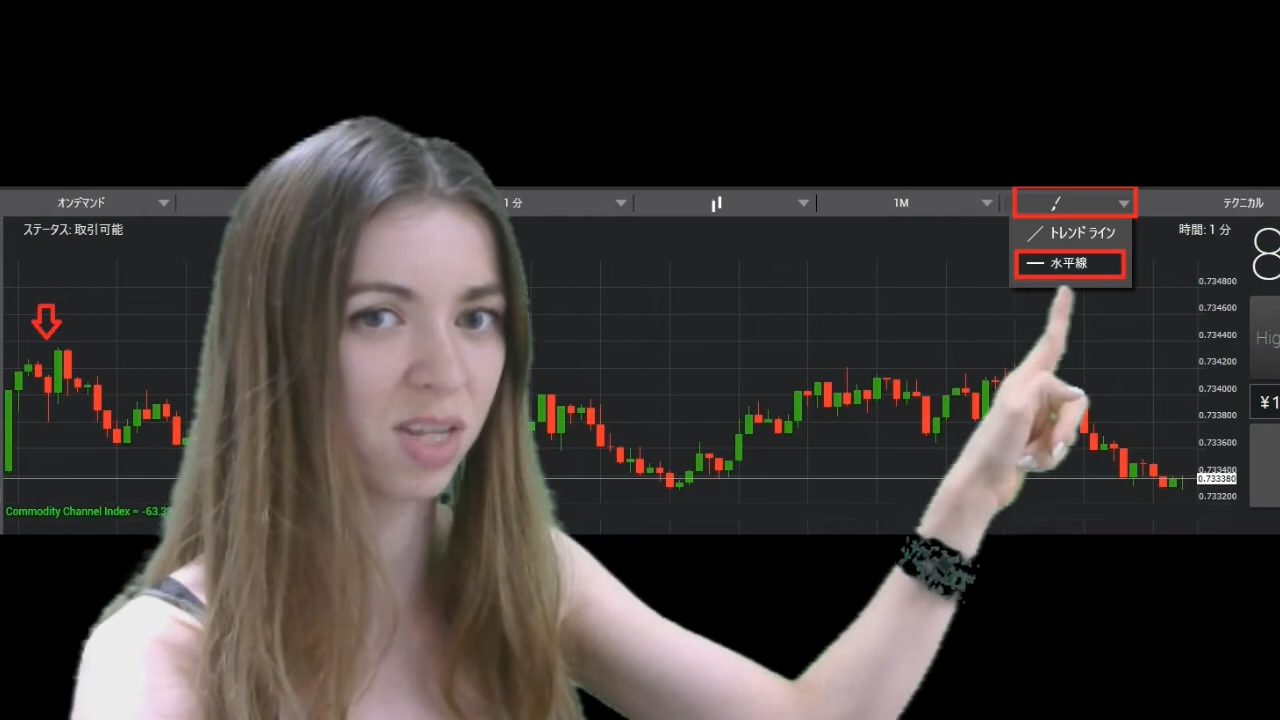 オンデマンド
1 分
1M
テクニカル
ステータス: 取引可能
トレンド ライン
水平線
時間: 1 分
0.734800
0.734600
0.734400
0.734200
0.734000
0.733800
0.733600
0.733400
0.733380
0.733200
Hig
¥1
Commodity Channel Index = -63.3